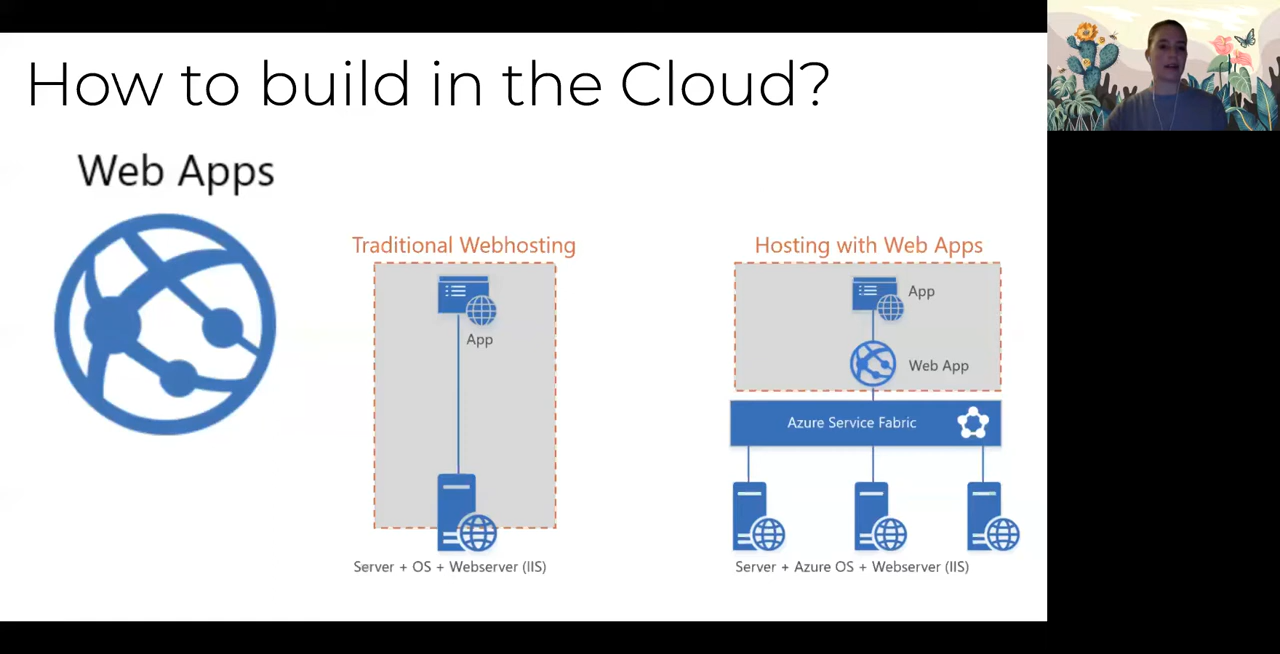 How to build in the Cloud?
Web Apps
Traditional Webhosting
App
Server + OS + Webserver (IIS)
Hosting with Web Apps
App
Web App
Azure Service Fabric
Server + Azure OS + Webserver (IIS)